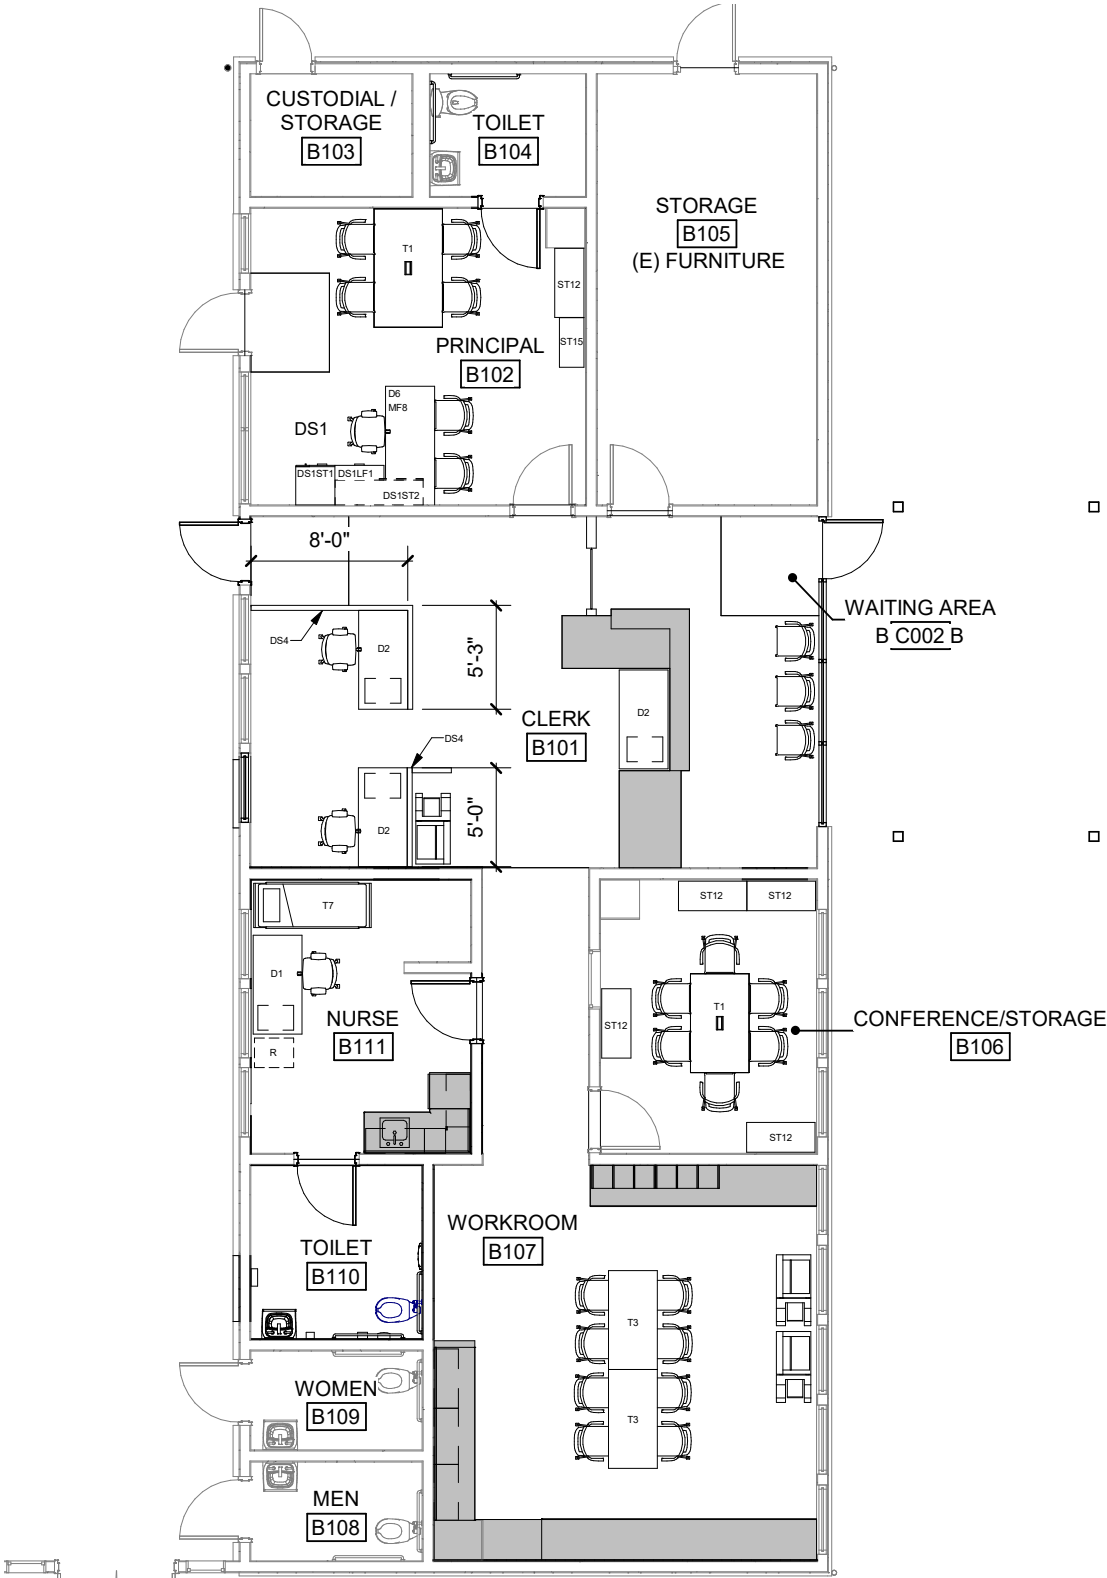 CUSTODIAL /
STORAGE
B103
TOILET
B104
STORAGE
B105
(E) FURNITURE
T1
ST12
ST15
PRINCIPAL
B102
D6
MF8
DS1
DS1ST1
DS1LF1
DS1ST2
8'-0"
WAITING AREA
B C002 B
DS4
D2
5'-3"
D2
CLERK
B101
DS4
D2
5'-0"
T7
ST12
ST12
D1
NURSE
B111
R
ST12
T1
CONFERENCE/STORAGE
B106
ST12
WORKROOM
B107
TOILET
B110
T3
T3
WOMEN
B109
MEN
B108